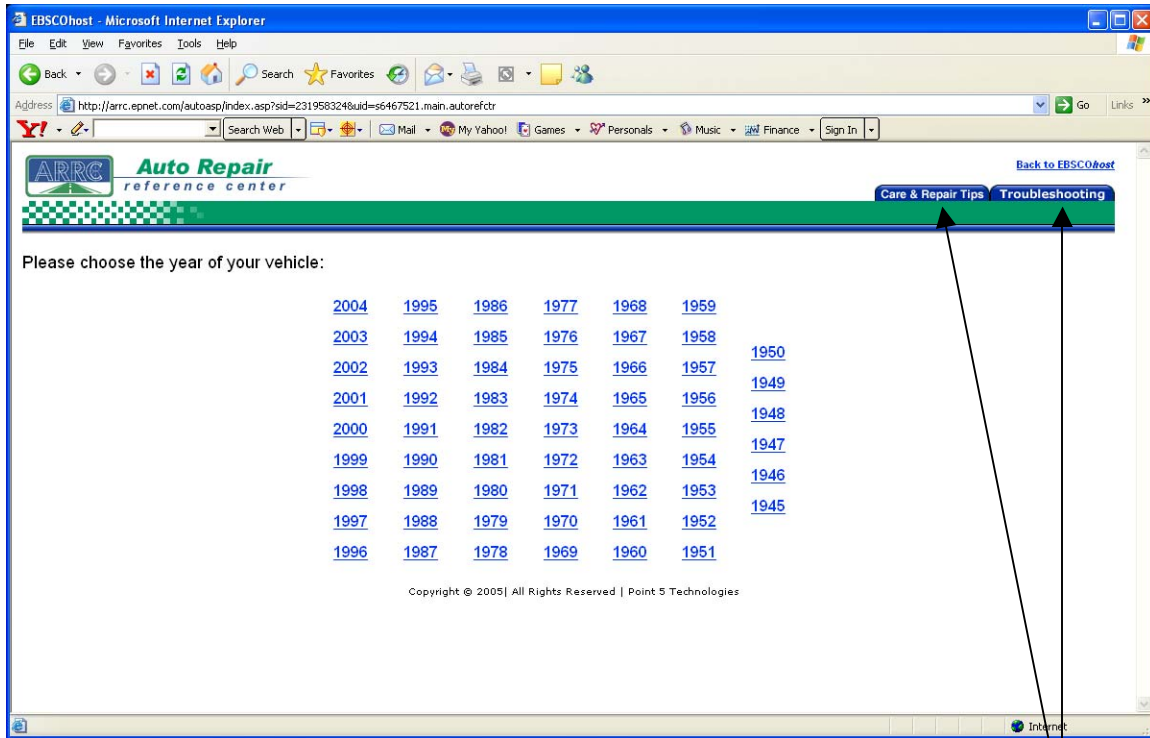 EBSCOhost - Microsoft Internet Explorer
File Edit View Favorites Tools Help
Back Search Favorites
Address http://arrc.epnet.com/autoasp/index.asp?sid=231958324&uid=s6467521.main.autorefctr Go Links »
Y! Search Web Mail My Yahoo! Games Personals Music Finance Sign In
ARRC Auto Repair
reference center
Back to EBSCOhost
Care & Repair Tips Troubleshooting
Please choose the year of your vehicle:
2004 1995 1986 1977 1968 1959
2003 1994 1985 1976 1967 1958
1950
2002 1993 1984 1975 1966 1957
1949
2001 1992 1983 1974 1965 1956
1948
2000 1991 1982 1973 1964 1955
1947
1999 1990 1981 1972 1963 1954
1946
1998 1989 1980 1971 1962 1953
1945
1997 1988 1979 1970 1961 1952
1996 1987 1978 1969 1960 1951
Copyright © 2005| All Rights Reserved | Point 5 Technologies
Internet